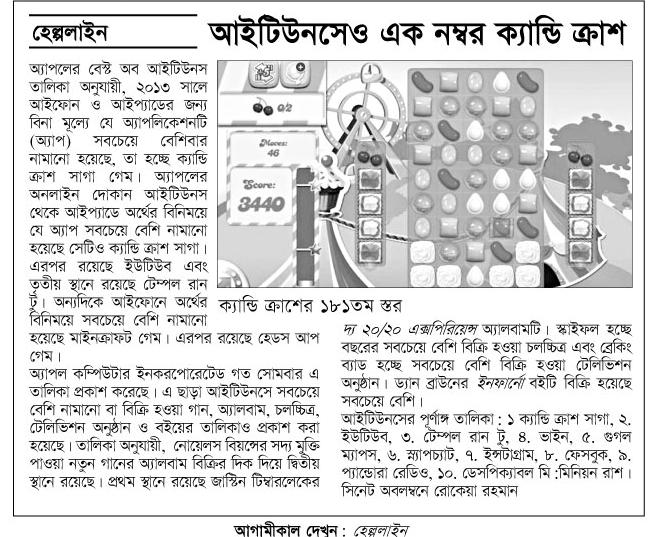 হেল্পলাইন
আইটিউনসেও এক নম্বর ক্যান্ডি ক্রাশ
অ্যাপলের বেস্ট অব আইটিউনস
তালিকা অনুযায়ী, ২০১৩ সালে
আইফোন ও আইপ্যাডের জন্য
বিনা মূল্যে যে অ্যাপলিকেশনটি
(অ্যাপ) সবচেয়ে বেশিবার
নামানো হয়েছে, তা হচ্ছে ক্যান্ডি
ক্রাশ সাগা গেম। অ্যাপলের
অনলাইন দোকান আইটিউনস
থেকে আইপ্যাডে অর্থের বিনিময়ে
যে অ্যাপ সবচেয়ে বেশি নামানো
হয়েছে সেটিও ক্যান্ডি ক্রাশ সাগা।
এরপর রয়েছে ইউটিউব এবং
তৃতীয় স্থানে রয়েছে টেম্পল রান
টু। অন্যদিকে আইফোনে অর্থের
বিনিময়ে সবচেয়ে বেশি নামানো
হয়েছে মাইনক্রাফট গেম। এরপর রয়েছে হেডস আপ
গেম।
অ্যাপল কম্পিউটার ইনকরপোরেটেড গত সোমবার এ
তালিকা প্রকাশ করেছে। এ ছাড়া আইটিউনসে সবচেয়ে
বেশি নামানো বা বিক্রি হওয়া গান, অ্যালবাম, চলচ্চিত্র,
টেলিভিশন অনুষ্ঠান ও বইয়ের তালিকাও প্রকাশ করা
হয়েছে। তালিকা অনুযায়ী, নোয়েলস বিয়ন্সের সদ্য মুক্তি
পাওয়া নতুন গানের অ্যালবাম বিক্রির দিক দিয়ে দ্বিতীয়
স্থানে রয়েছে। প্রথম স্থানে রয়েছে জাস্টিন টিম্বারলেকের
0/2
Moves:
46
Score:
3440
ক্যান্ডি ক্রাশের ১৮১তম স্তর
দ্য ২০/২০ এক্সপিরিয়েন্স অ্যালবামটি। স্কাইফল হচ্ছে
বছরের সবচেয়ে বেশি বিক্রি হওয়া চলচ্চিত্র এবং ব্রেকিং
ব্যাড হচ্ছে সবচেয়ে বেশি বিক্রি হওয়া টেলিভিশন
অনুষ্ঠান। ড্যান ব্রাউনের ইনফার্নো বইটি বিক্রি হয়েছে
সবচেয়ে বেশি।
আইটিউনসের পূর্ণাঙ্গ তালিকা : ১ ক্যান্ডি ক্রাশ সাগা, ২.
ইউটিউব, ৩. টেম্পল রান টু, ৪. ভাইন, ৫. গুগল
ম্যাপস, ৬. স্ন্যাপচ্যাট, ৭. ইন্সটাগ্রাম, ৮. ফেসবুক, ৯.
প্যান্ডোরা রেডিও, ১০. ডেসপিক্যাবল মি :মিনিয়ন রাশ।
সিনেট অবলম্বনে রোকেয়া রহমান
আগামীকাল দেখুন : হেল্পলাইন